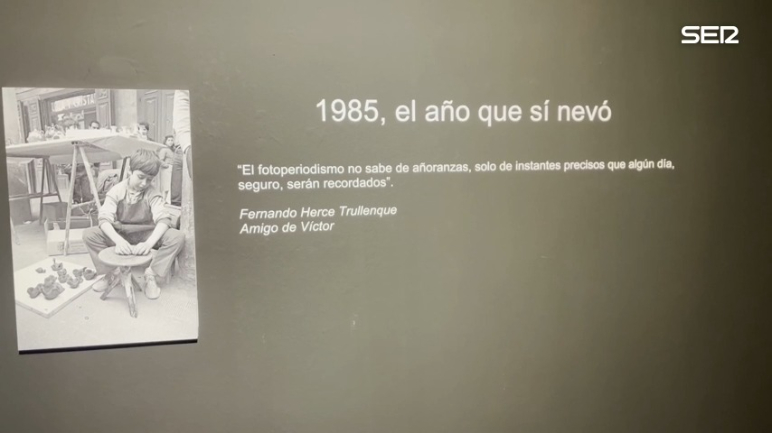 SER
1985, el año que sí nevó
“El fotoperiodismo no sabe de añoranzas, solo de instantes precisos que algún día,
seguro, serán recordados”.
Fernando Herce Trullenque
Amigo de Víctor